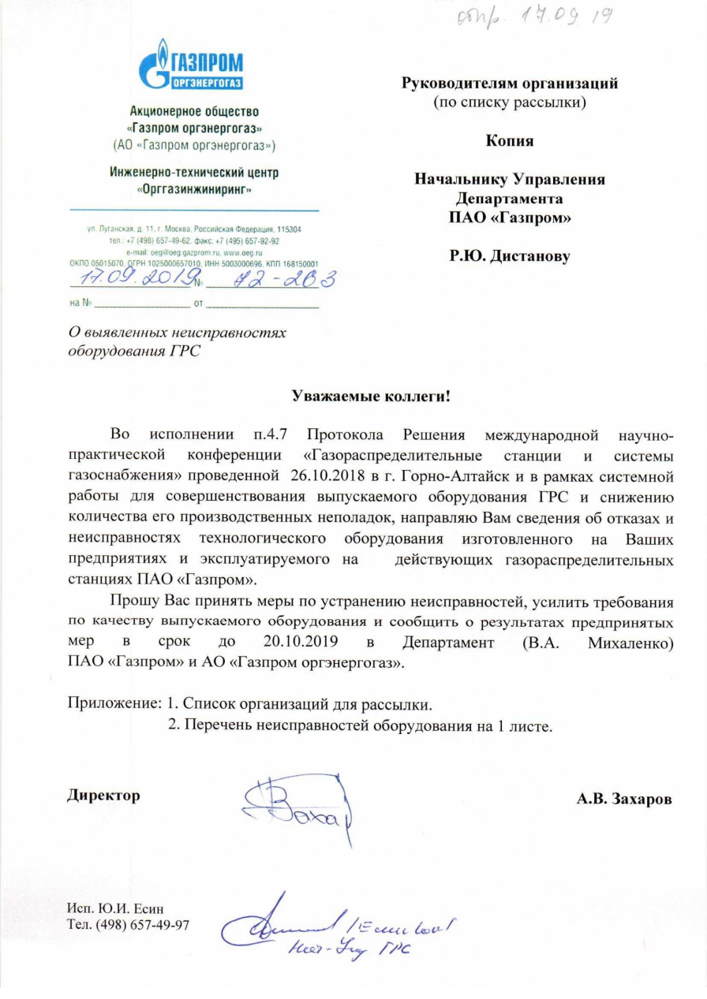 отр. 17.09 19
ГАЗПРОМ
ОРГЭНЕРГОГАЗ
Акционерное общество
«Газпром оргэнергогаз»
(АО «Газпром оргэнергогаз»)
Инженерно-технический центр
«Оргтазинжиниринг»
ул. Луганская, д. 11, г. Москва, Российская Федерация, 115304
тел.: +7 (498) 657-49-62, факс: +7 (495) 657-92-92
e-mail: oeg@oeg.gazprom.ru, www.oeg.ru
ОКПО 05015070, ОГРН 1025000657010, ИНН 5003000696, КПП 168150001
17.09.2019 № 72-263
на № от
Руководителям организаций
(по списку рассылки)
Копия
Начальнику Управления
Департамента
ПАО «Газпром»
Р.Ю. Дистанову
О выявленных неисправностях
оборудования ГРС
Уважаемые коллеги!
Во исполнении п.4.7 Протокола Решения международной научно-
практической конференции «Газораспределительные станции и системы
газоснабжения» проведенной 26.10.2018 в г. Горно-Алтайск и в рамках системной
работы для совершенствования выпускаемого оборудования ГРС и снижению
количества его производственных неполадок, направляю Вам сведения об отказах и
неисправностях технологического оборудования изготовленного на Ваших
предприятиях и эксплуатируемого на действующих газораспределительных
станциях ПАО «Газпром».
Прошу Вас принять меры по устранению неисправностей, усилить требования
по качеству выпускаемого оборудования и сообщить о результатах предпринятых
мер в срок до 20.10.2019 в Департамент (В.А. Михаленко)
ПАО «Газпром» и АО «Газпром оргэнергогаз».
Приложение: 1. Список организаций для рассылки.
2. Перечень неисправностей оборудования на 1 листе.
Директор
Захар
А.В. Захаров
Исп. Ю.И. Есин
Тел. (498) 657-49-97
ГРС